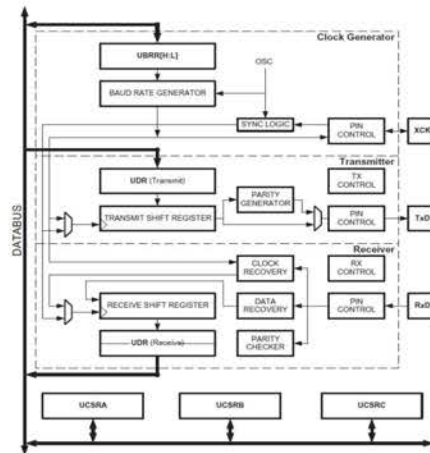 Clock Generator
UBRR[H:L]
OSC
BAUD RATE GENERATOR
SYNC LOGIC
PIN
CONTROL
XCK
Transmitter
TX
CONTROL
UDR (Transmit)
PARITY
GENERATOR
TRANSMIT SHIFT REGISTER
PIN
CONTROL
TxD
DATABUS
Receiver
CLOCK
RECOVERY
RX
CONTROL
RECEIVE SHIFT REGISTER
DATA
RECOVERY
PIN
CONTROL
RxD
UDR (Receive)
PARITY
CHECKER
UCSRA
UCSRB
UCSRC